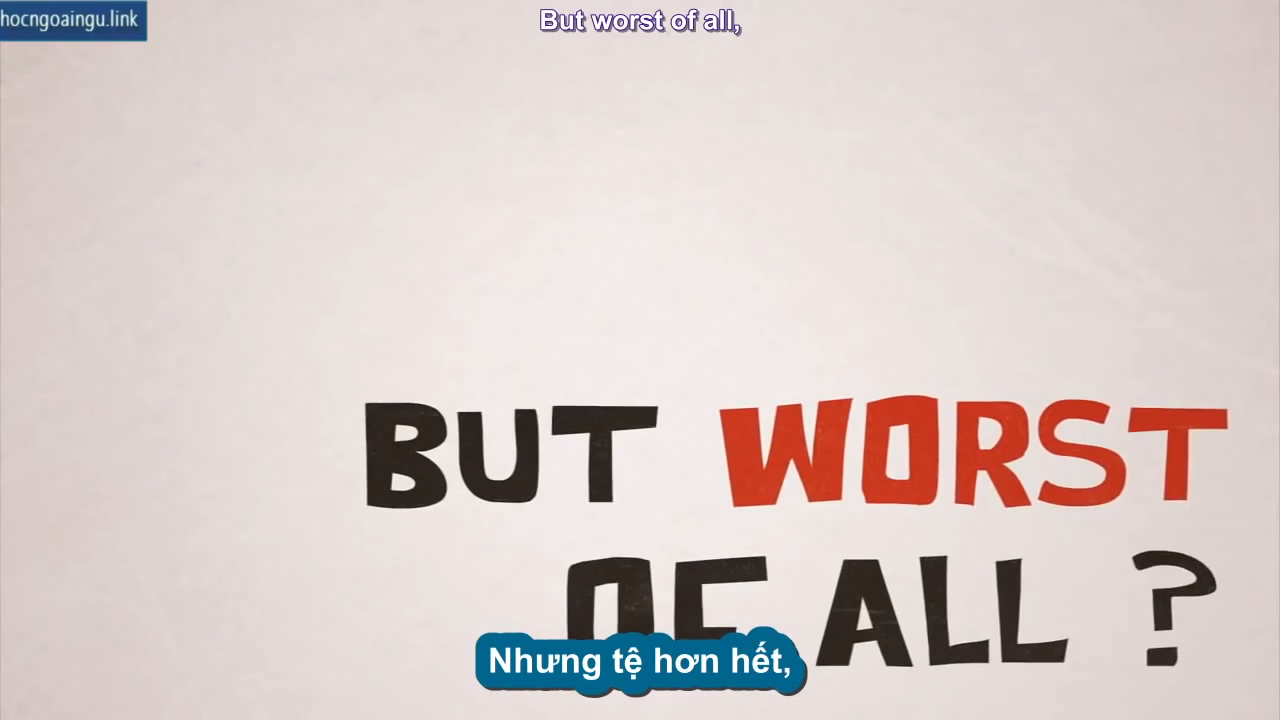 hocngoaingu.link
But worst of all,
BUT WORST
OF ALL ?
Nhưng tệ hơn hết,